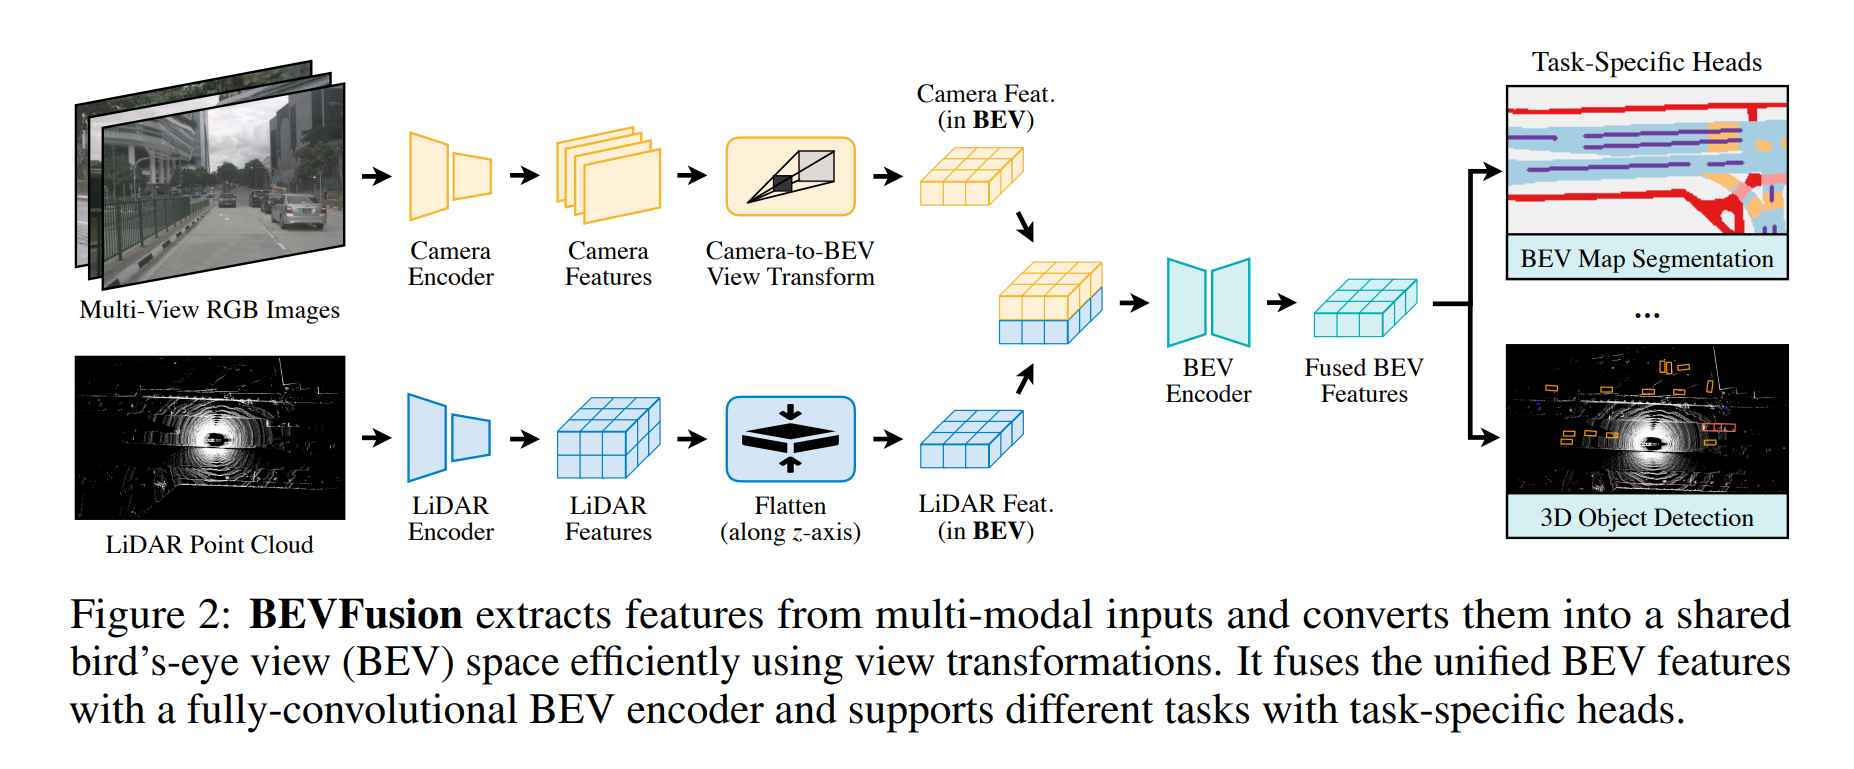 Task-Specific Heads
Camera Feat.
(in BEV)
Camera
Encoder
Camera
Features
Camera-to-BEV
View Transform
Multi-View RGB Images
BEV Map Segmentation
...
BEV
Encoder
Fused BEV
Features
LiDAR Point Cloud
LiDAR
Encoder
LiDAR
Features
Flatten
(along z-axis)
LiDAR Feat.
(in BEV)
3D Object Detection
Figure 2: BEVFusion extracts features from multi-modal inputs and converts them into a shared
bird's-eye view (BEV) space efficiently using view transformations. It fuses the unified BEV features
with a fully-convolutional BEV encoder and supports different tasks with task-specific heads.